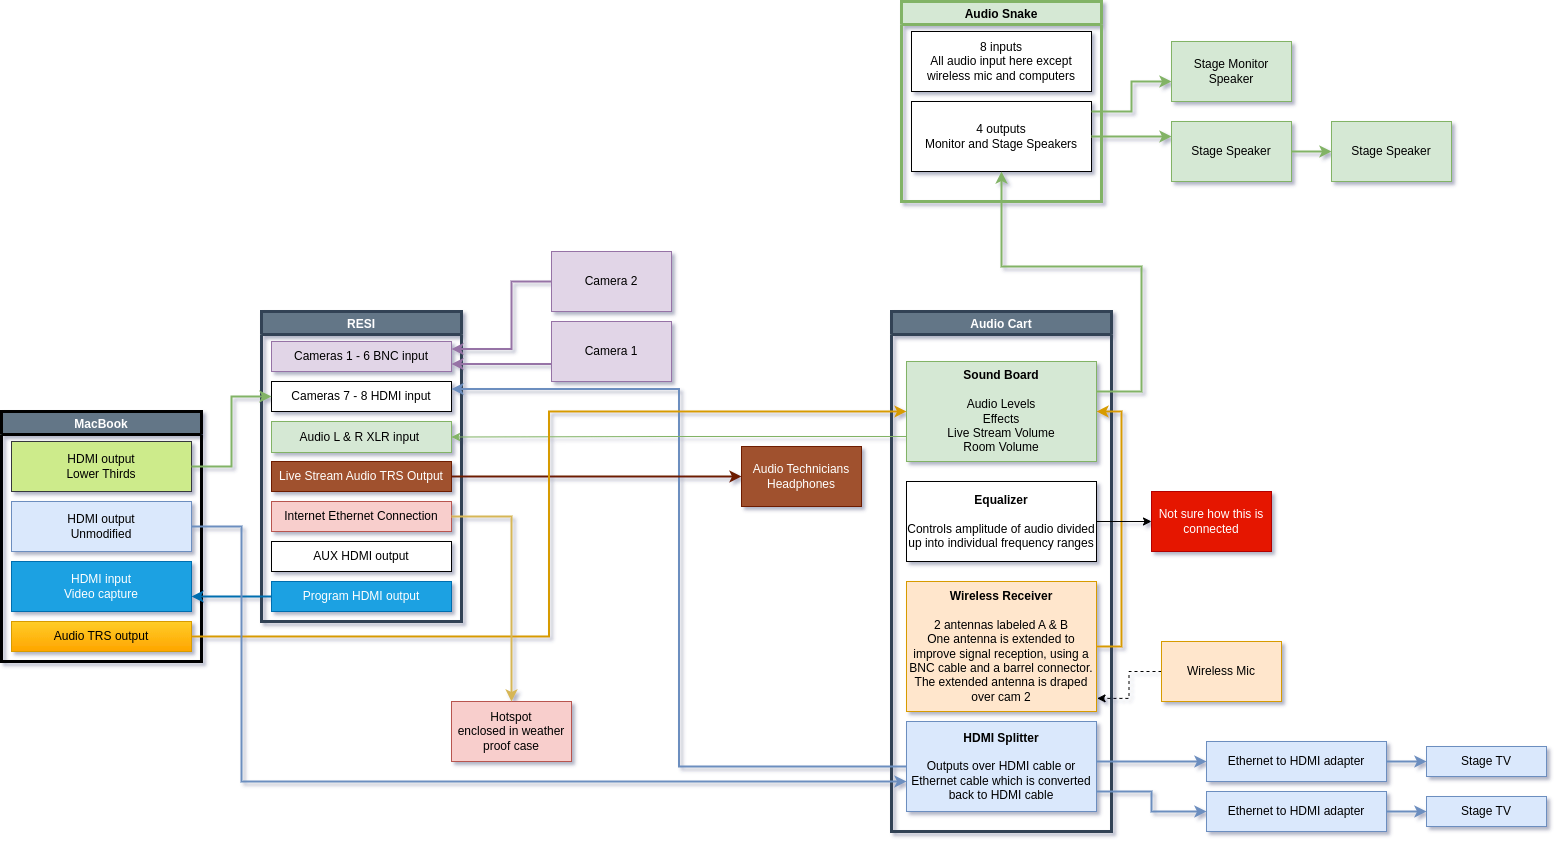 Audio Snake
8 inputs
All audio input here except
wireless mic and computers
4 outputs
Monitor and Stage Speakers
Stage Monitor
Speaker
Stage Speaker
Stage Speaker
Camera 2
Camera 1
RESI
Cameras 1 - 6 BNC input
Cameras 7 - 8 HDMI input
Audio L & R XLR input
Live Stream Audio TRS Output
Internet Ethernet Connection
AUX HDMI output
Program HDMI output
MacBook
HDMI output
Lower Thirds
HDMI output
Unmodified
HDMI input
Video capture
Audio TRS output
Audio Technicians
Headphones
Hotspot
enclosed in weather
proof case
Audio Cart
Sound Board
Audio Levels
Effects
Live Stream Volume
Room Volume
Equalizer
Controls amplitude of audio divided
up into individual frequency ranges
Not sure how this is
connected
Wireless Receiver
2 antennas labeled A & B
One antenna is extended to
improve signal reception, using a
BNC cable and a barrel connector.
The extended antenna is draped
over cam 2
Wireless Mic
HDMI Splitter
Outputs over HDMI cable or
Ethernet cable which is converted
back to HDMI cable
Ethernet to HDMI adapter
Stage TV
Ethernet to HDMI adapter
Stage TV